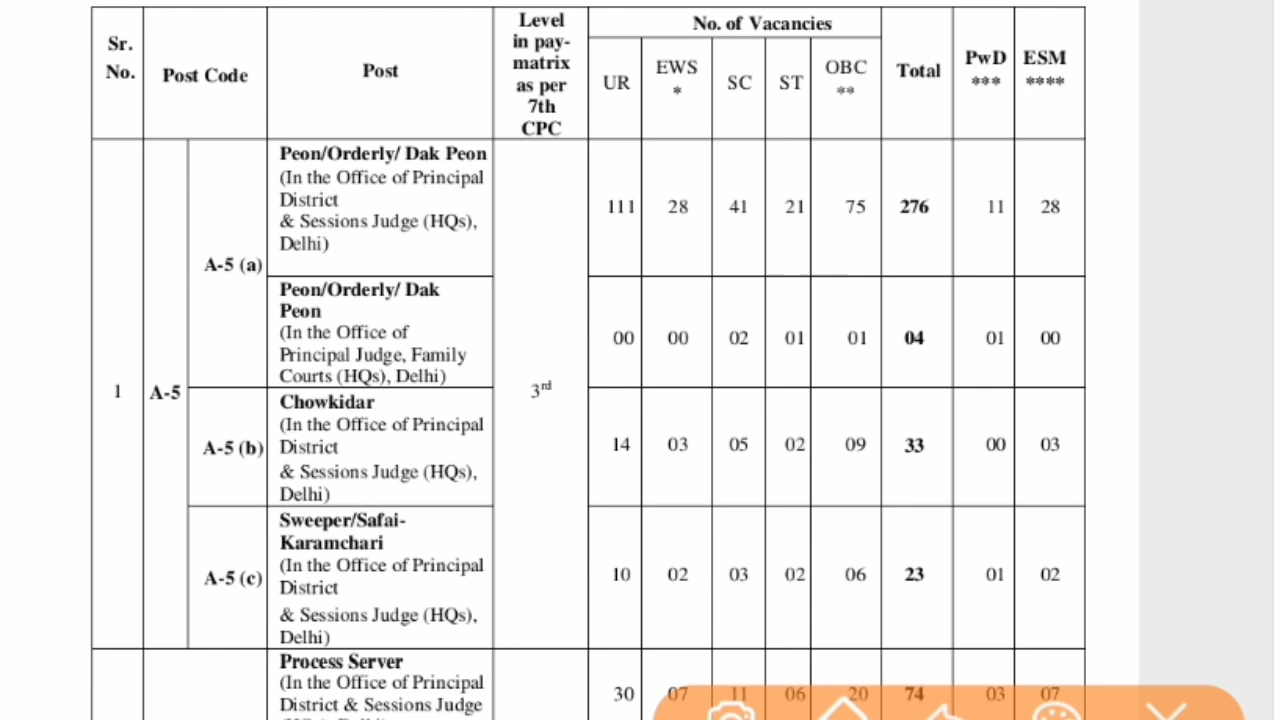 Sr. No.
Post Code
Post
Level in pay-matrix as per 7th CPC
No. of Vacancies
UR
EWS *
SC
ST
OBC **
Total
PwD ***
ESM ****
1
A-5
A-5 (a)
Peon/Orderly/ Dak Peon
(In the Office of Principal
District
& Sessions Judge (HQs),
Delhi)
3rd
111 28 41 21 75 276 11 28
Peon/Orderly/ Dak
Peon
(In the Office of
Principal Judge, Family
Courts (HQs), Delhi)
00 00 02 01 01 04 01 00
A-5 (b)
Chowkidar
(In the Office of Principal
District
& Sessions Judge (HQs),
Delhi)
14 03 05 02 09 33 00 03
A-5 (c)
Sweeper/Safai-
Karamchari
(In the Office of Principal
District
& Sessions Judge (HQs),
Delhi)
10 02 03 02 06 23 01 02
Process Server
(In the Office of Principal
District & Sessions Judge
30 07 11 06 20 74 03 07